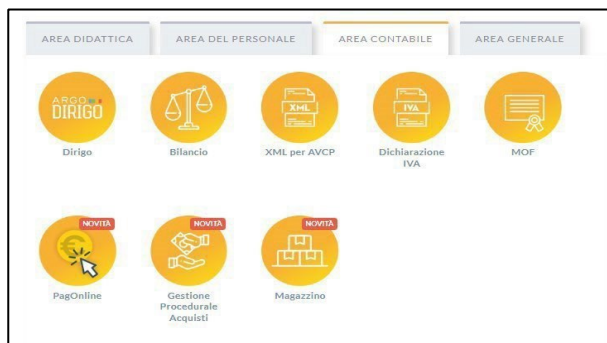 AREA DIDATTICA
AREA DEL PERSONALE
AREA CONTABILE
AREA GENERALE
ARGO
DIRIGO
XML
IVA
Dirigo
Bilancio
XML per AVCP
Dichiarazione
IVA
MOF
NOVITÀ
NOVITÀ
NOVITÀ
€
PagOnline
Gestione
Procedurale
Acquisti
Magazzino